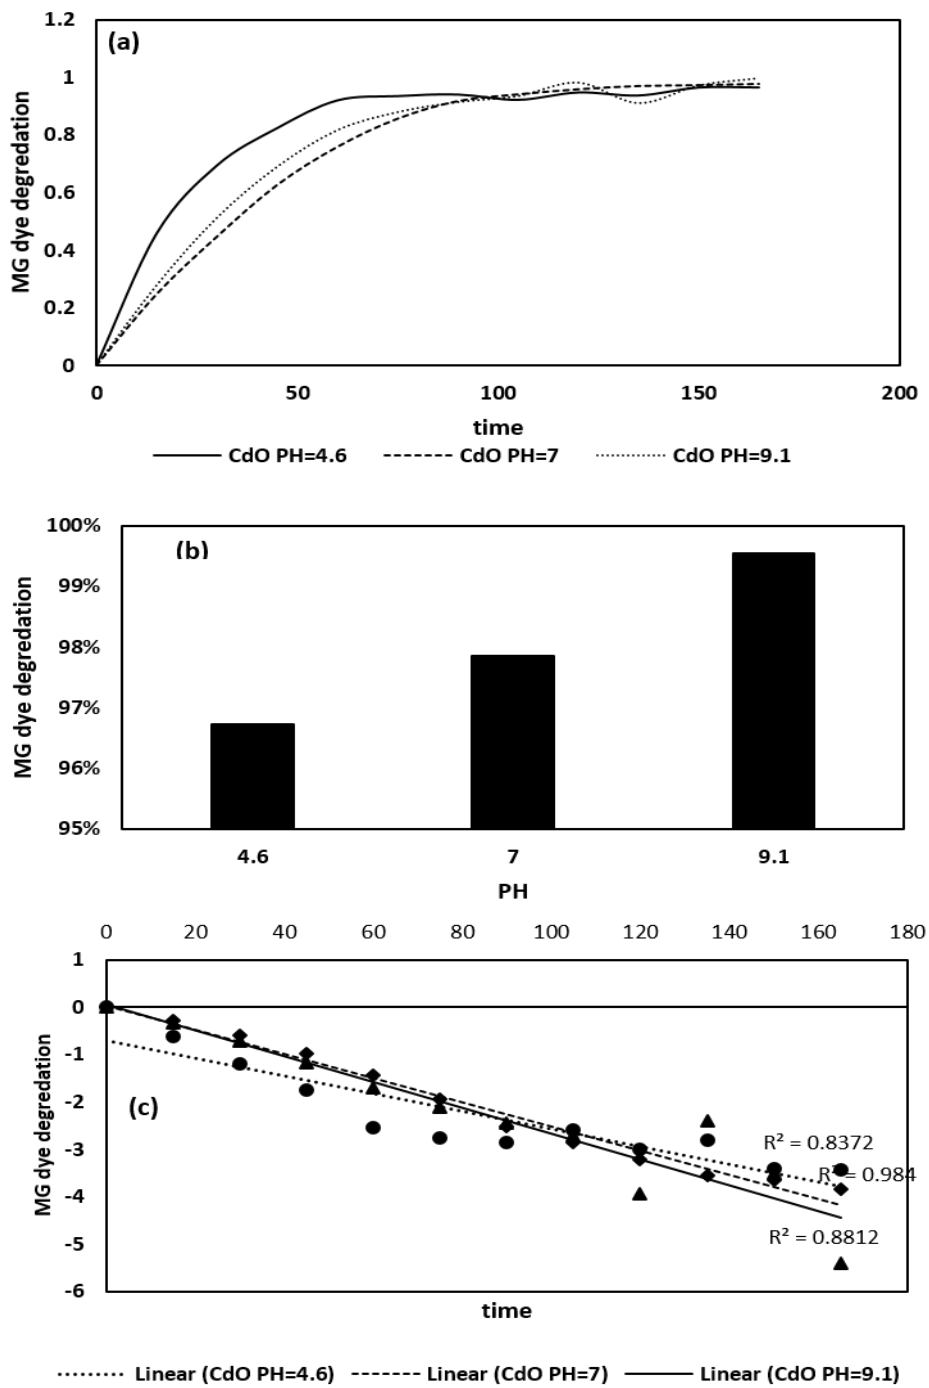 (a)
1.2
1
0.8
0.6
0.4
0.2
0
MG dye degredation
0 50 100 150 200
time
CdO PH=4.6 CdO PH=7 CdO PH=9.1
(b)
100%
99%
98%
97%
96%
95%
MG dye degredation
4.6 7 9.1
PH
0 20 40 60 80 100 120 140 160 180
1
0
-1
-2
-3
-4
-5
-6
MG dye degredation
(c)
R² = 0.8372
R² = 0.984
R² = 0.8812
time
Linear (CdO PH=4.6) Linear (CdO PH=7) Linear (CdO PH=9.1)